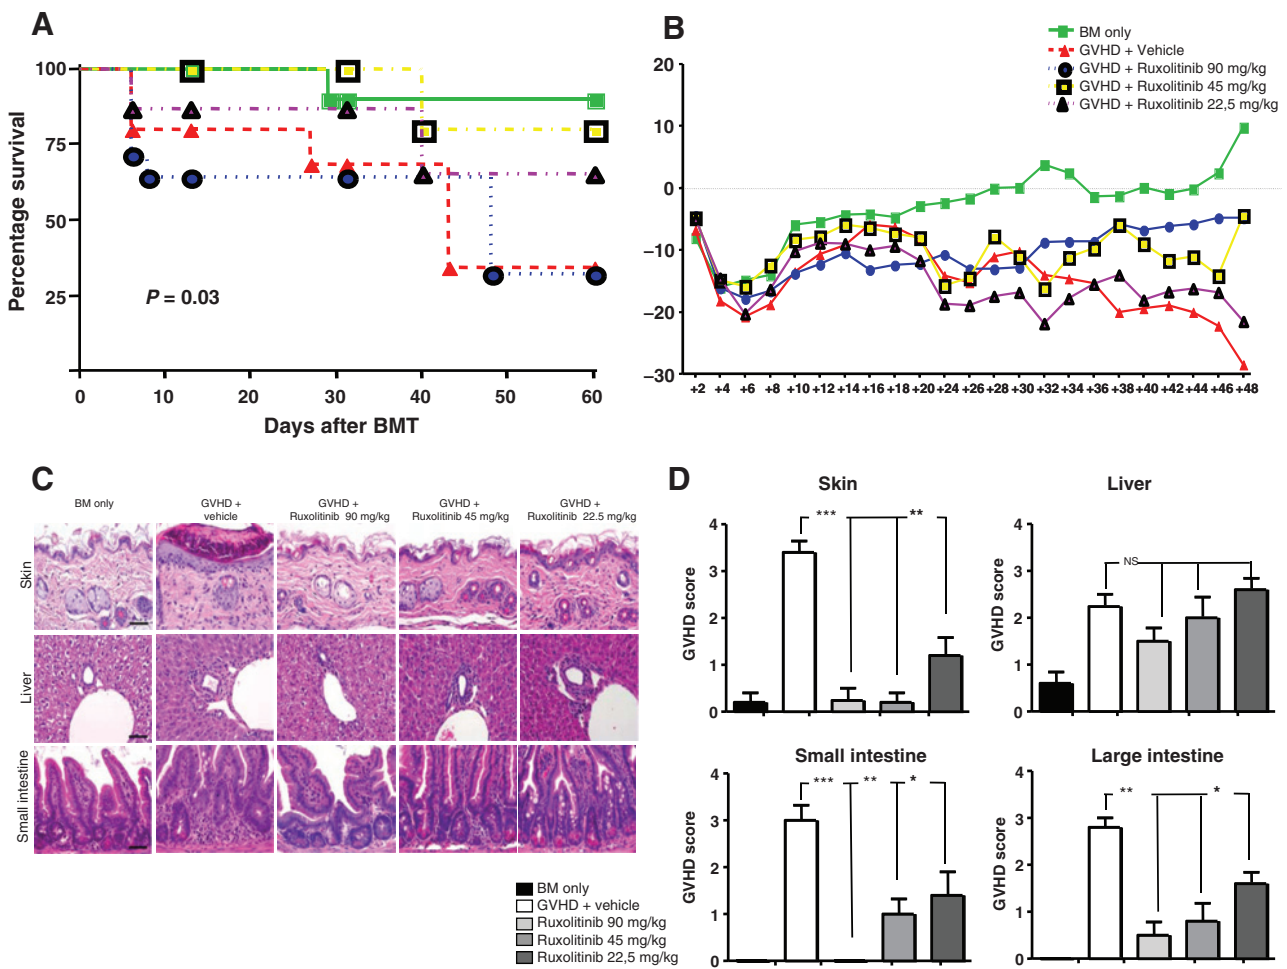 A
100
75
50
25
Percentage survival
P = 0.03
0 10 20 30 40 50 60
Days after BMT
B
BM only
GVHD + Vehicle
GVHD + Ruxolitinib 90 mg/kg
GVHD + Ruxolitinib 45 mg/kg
GVHD + Ruxolitinib 22,5 mg/kg
20
10
0
−10
−20
−30
+2 +4 +6 +8 +10 +12 +14 +16 +18 +20 +22 +24 +26 +28 +30 +32 +34 +36 +38 +40 +42 +44 +46 +48
C
BM only
GVHD +
vehicle
GVHD +
Ruxolitinib 90 mg/kg
GVHD +
Ruxolitinib 45 mg/kg
GVHD +
Ruxolitinib 22.5 mg/kg
Skin
Liver
Small intestine
BM only
GVHD + vehicle
Ruxolitinib 90 mg/kg
Ruxolitinib 45 mg/kg
Ruxolitinib 22,5 mg/kg
D
Skin
GVHD score
4
3
2
1
0
*** **
Liver
GVHD score
4
3
2
1
0
NS
Small intestine
GVHD score
4
3
2
1
0
*** ** *
Large intestine
GVHD score
4
3
2
1
0
** *